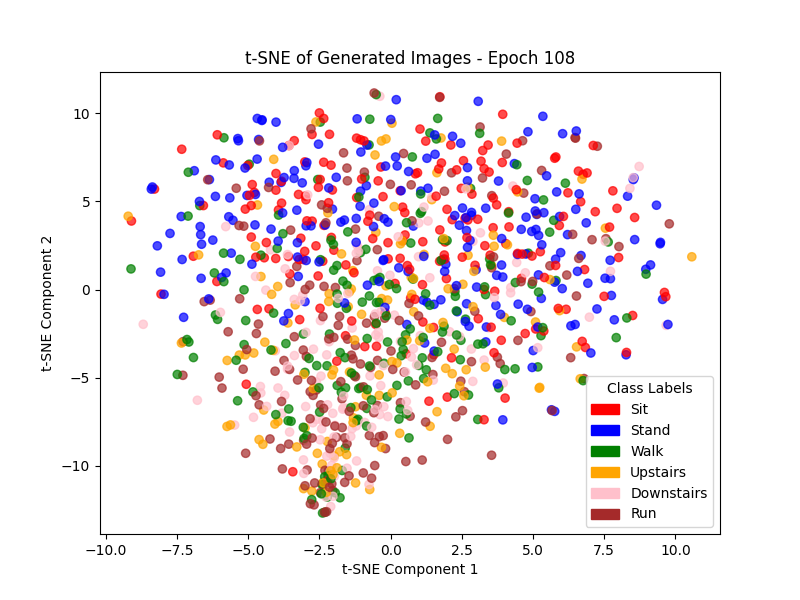 t-SNE of Generated Images - Epoch 108
t-SNE Component 2
10
5
0
−5
−10
Class Labels
Sit
Stand
Walk
Upstairs
Downstairs
Run
−10.0 −7.5 −5.0 −2.5 0.0 2.5 5.0 7.5 10.0
t-SNE Component 1